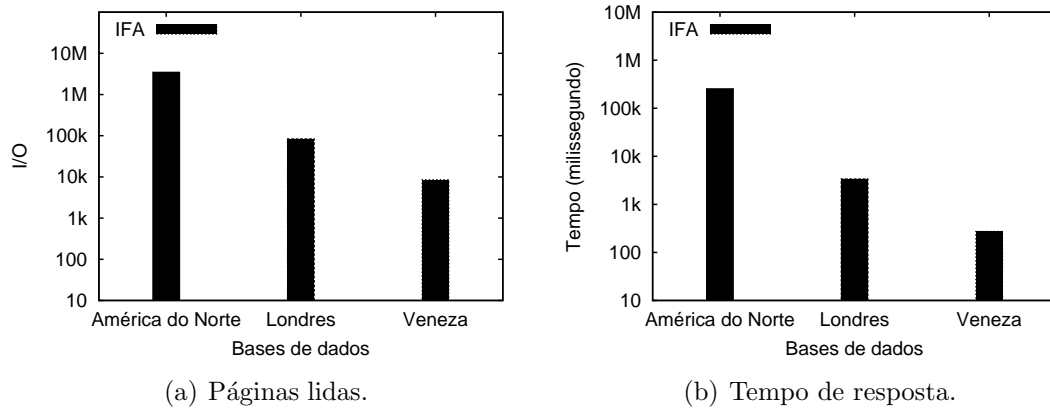 IFA
10M
1M
100k
10k
1k
100
10
I/O
América do Norte Londres Veneza
Bases de dados
(a) Páginas lidas.
IFA
10M
1M
100k
10k
1k
100
10
Tempo (milissegundo)
América do Norte Londres Veneza
Bases de dados
(b) Tempo de resposta.